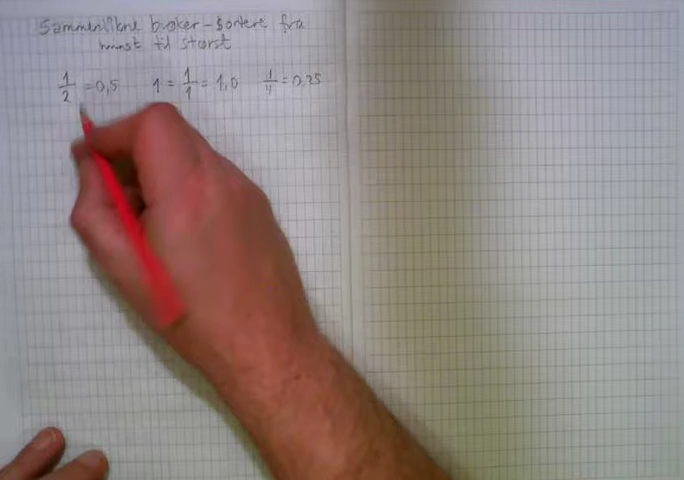 Sammenlikne brøker - Sortere fra
minst til størst
1/2 = 0,5 1 = 1/1 = 1,0 1/4 = 0,25